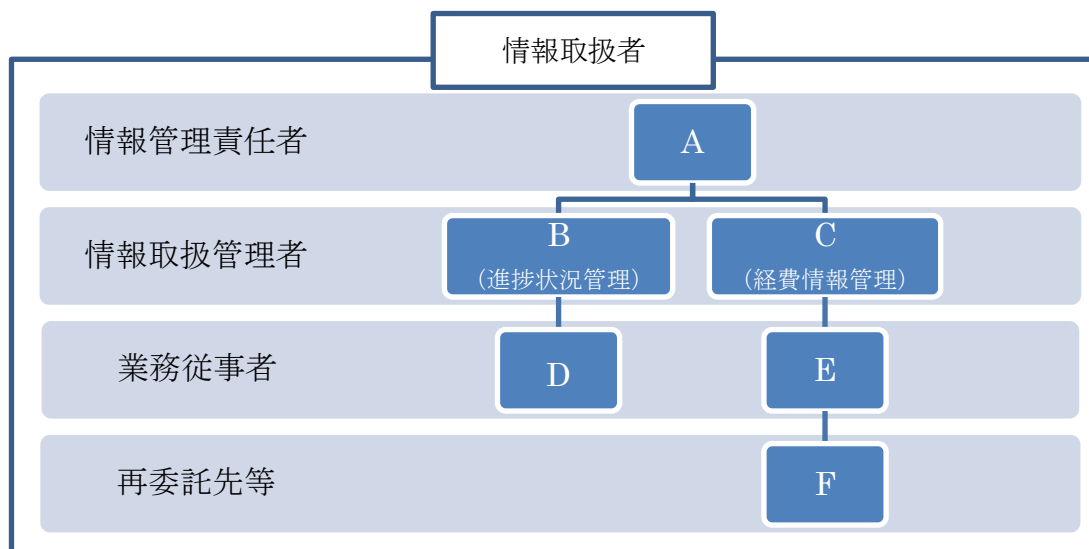 情報取扱者
情報管理責任者
A
情報取扱管理者
B
(進捗状況管理)
C
(経費情報管理)
業務従事者
D
E
再委託先等
F